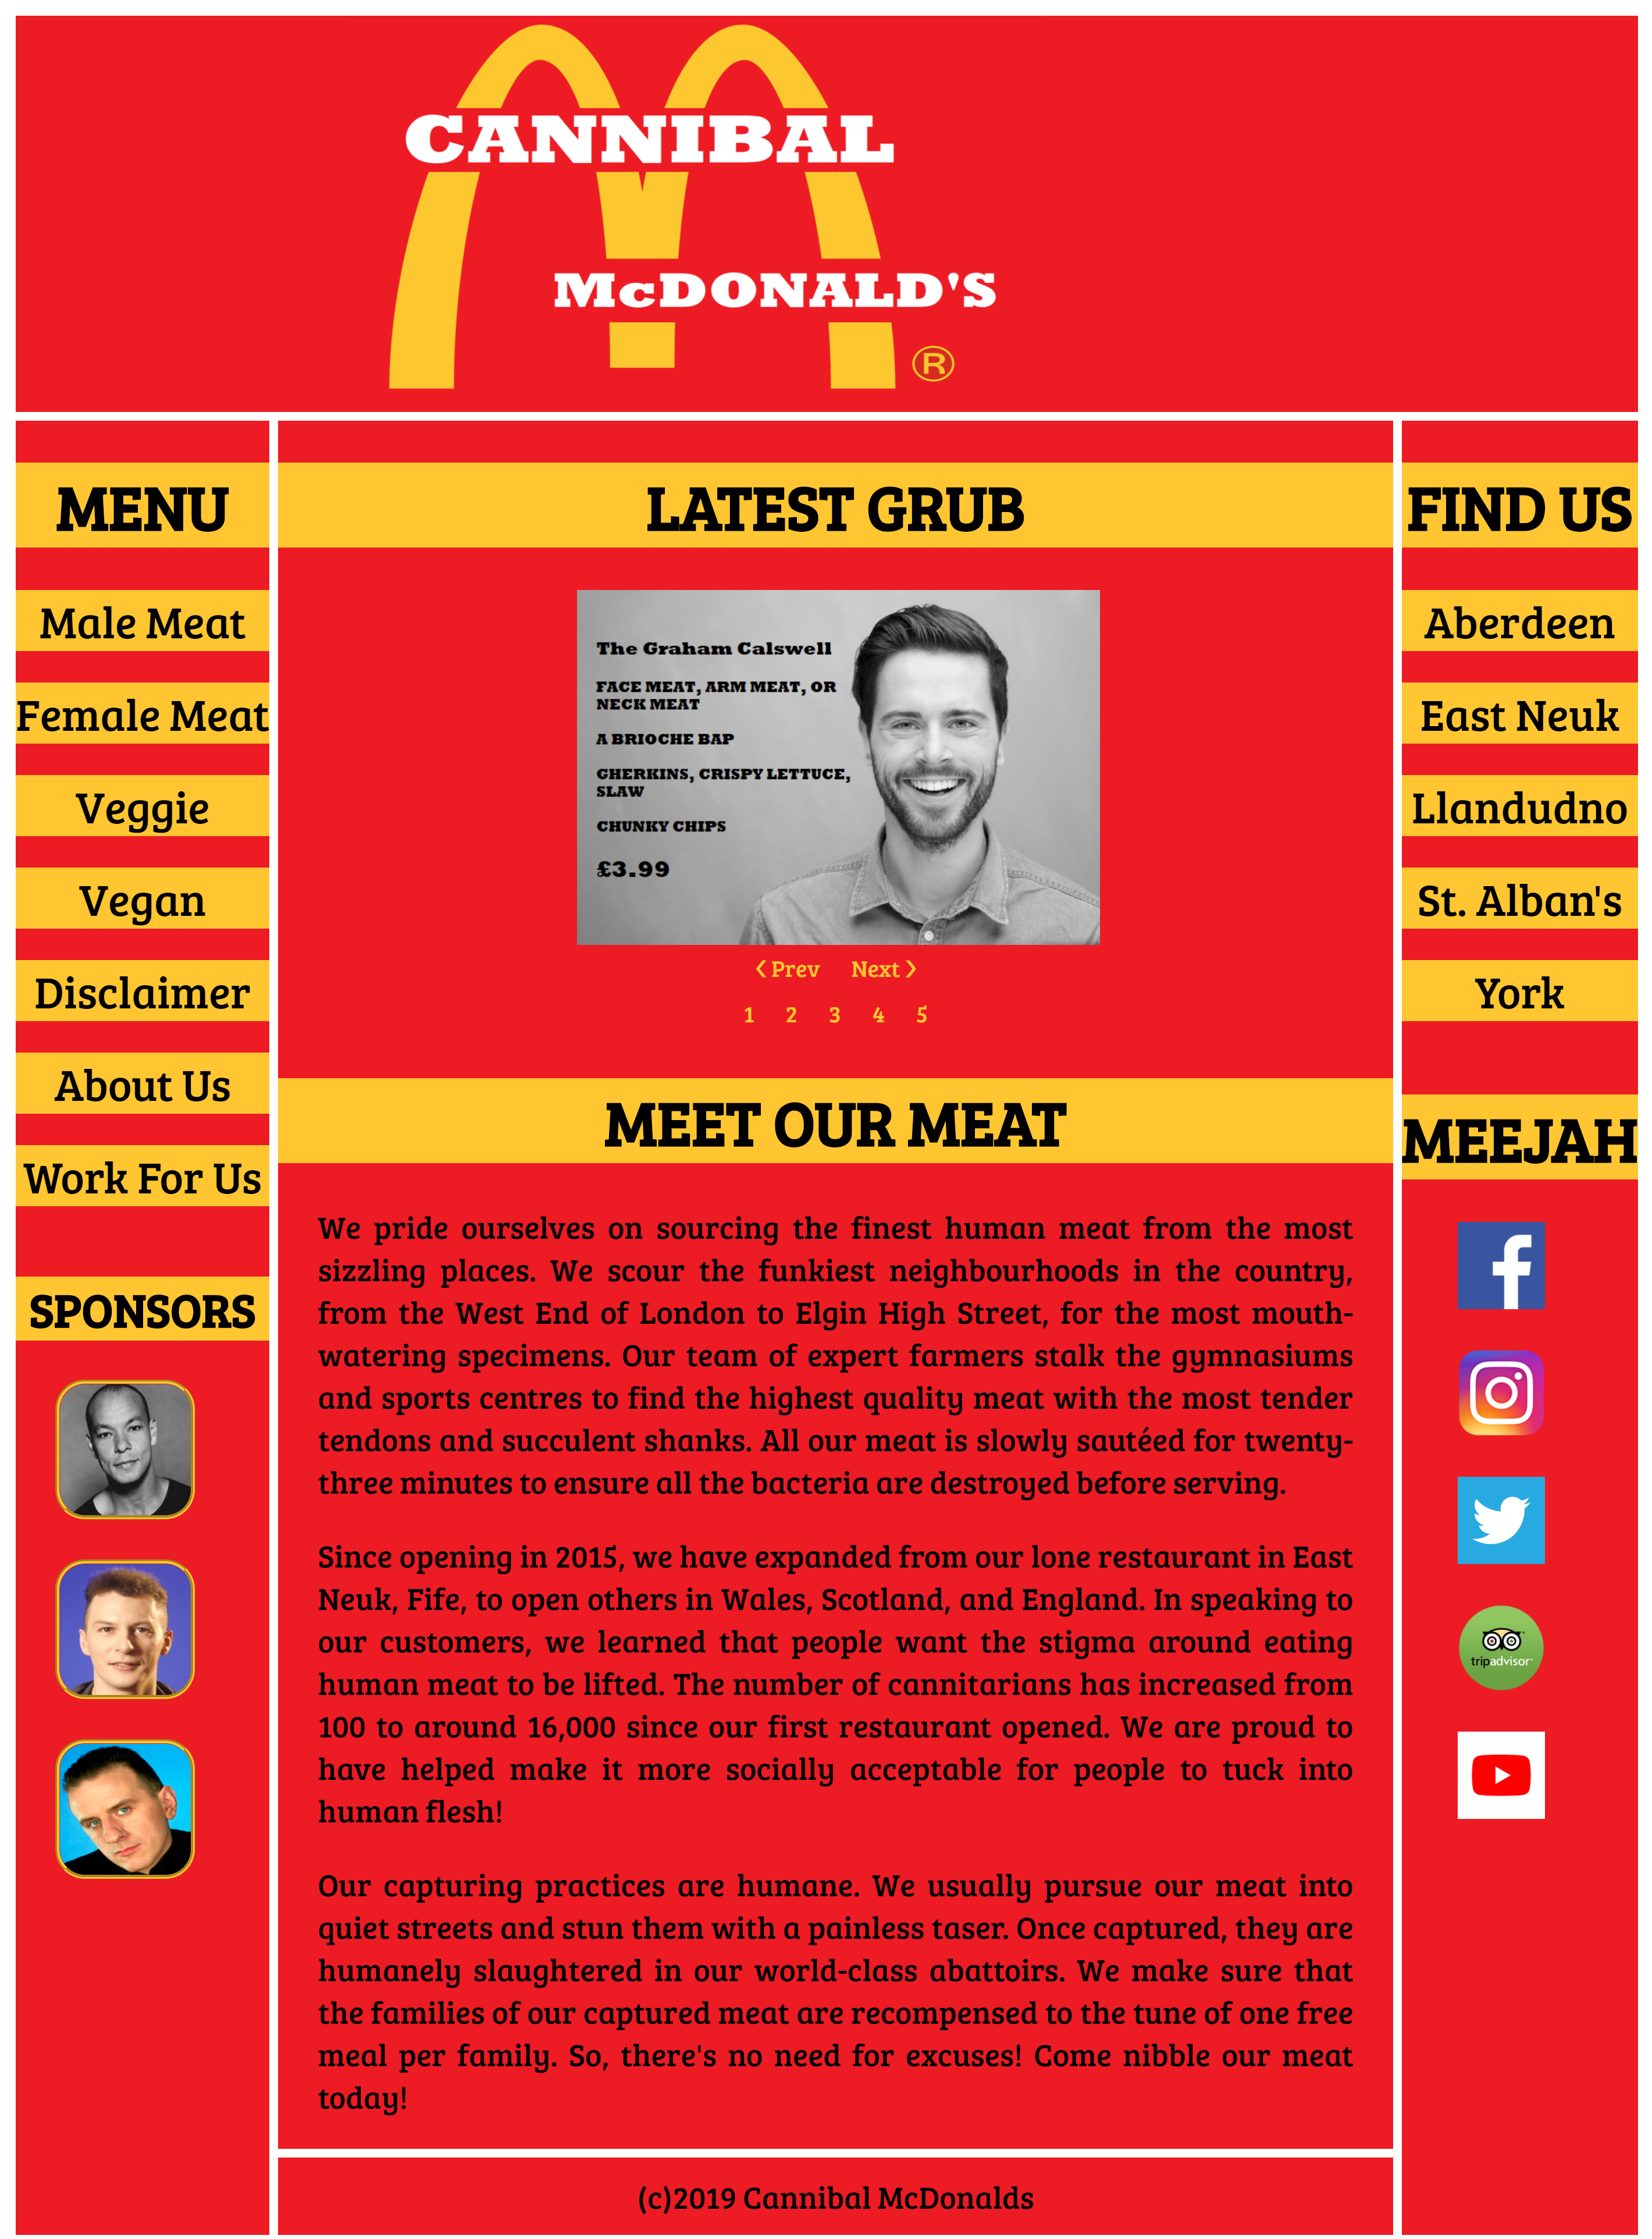 CANNIBAL
McDONALD'S
®
MENU
Male Meat
Female Meat
Veggie
Vegan
Disclaimer
About Us
Work For Us
SPONSORS
LATEST GRUB
The Graham Calswell
FACE MEAT, ARM MEAT, OR
NECK MEAT
A BRIOCHE BAP
GHERKINS, CRISPY LETTUCE,
SLAW
CHUNKY CHIPS
£3.99
Prev Next
1 2 3 4 5
MEET OUR MEAT
We pride ourselves on sourcing the finest human meat from the most
sizzling places. We scour the funkiest neighbourhoods in the country,
from the West End of London to Elgin High Street, for the most mouth-
watering specimens. Our team of expert farmers stalk the gymnasiums
and sports centres to find the highest quality meat with the most tender
tendons and succulent shanks. All our meat is slowly sautéed for twenty-
three minutes to ensure all the bacteria are destroyed before serving.
Since opening in 2015, we have expanded from our lone restaurant in East
Neuk, Fife, to open others in Wales, Scotland, and England. In speaking to
our customers, we learned that people want the stigma around eating
human meat to be lifted. The number of cannitarians has increased from
100 to around 16,000 since our first restaurant opened. We are proud to
have helped make it more socially acceptable for people to tuck into
human flesh!
Our capturing practices are humane. We usually pursue our meat into
quiet streets and stun them with a painless taser. Once captured, they are
humanely slaughtered in our world-class abattoirs. We make sure that
the families of our captured meat are recompensed to the tune of one free
meal per family. So, there's no need for excuses! Come nibble our meat
today!
(c)2019 Cannibal McDonalds
FIND US
Aberdeen
East Neuk
Llandudno
St. Alban's
York
MEEJAH
f
tripadvisor